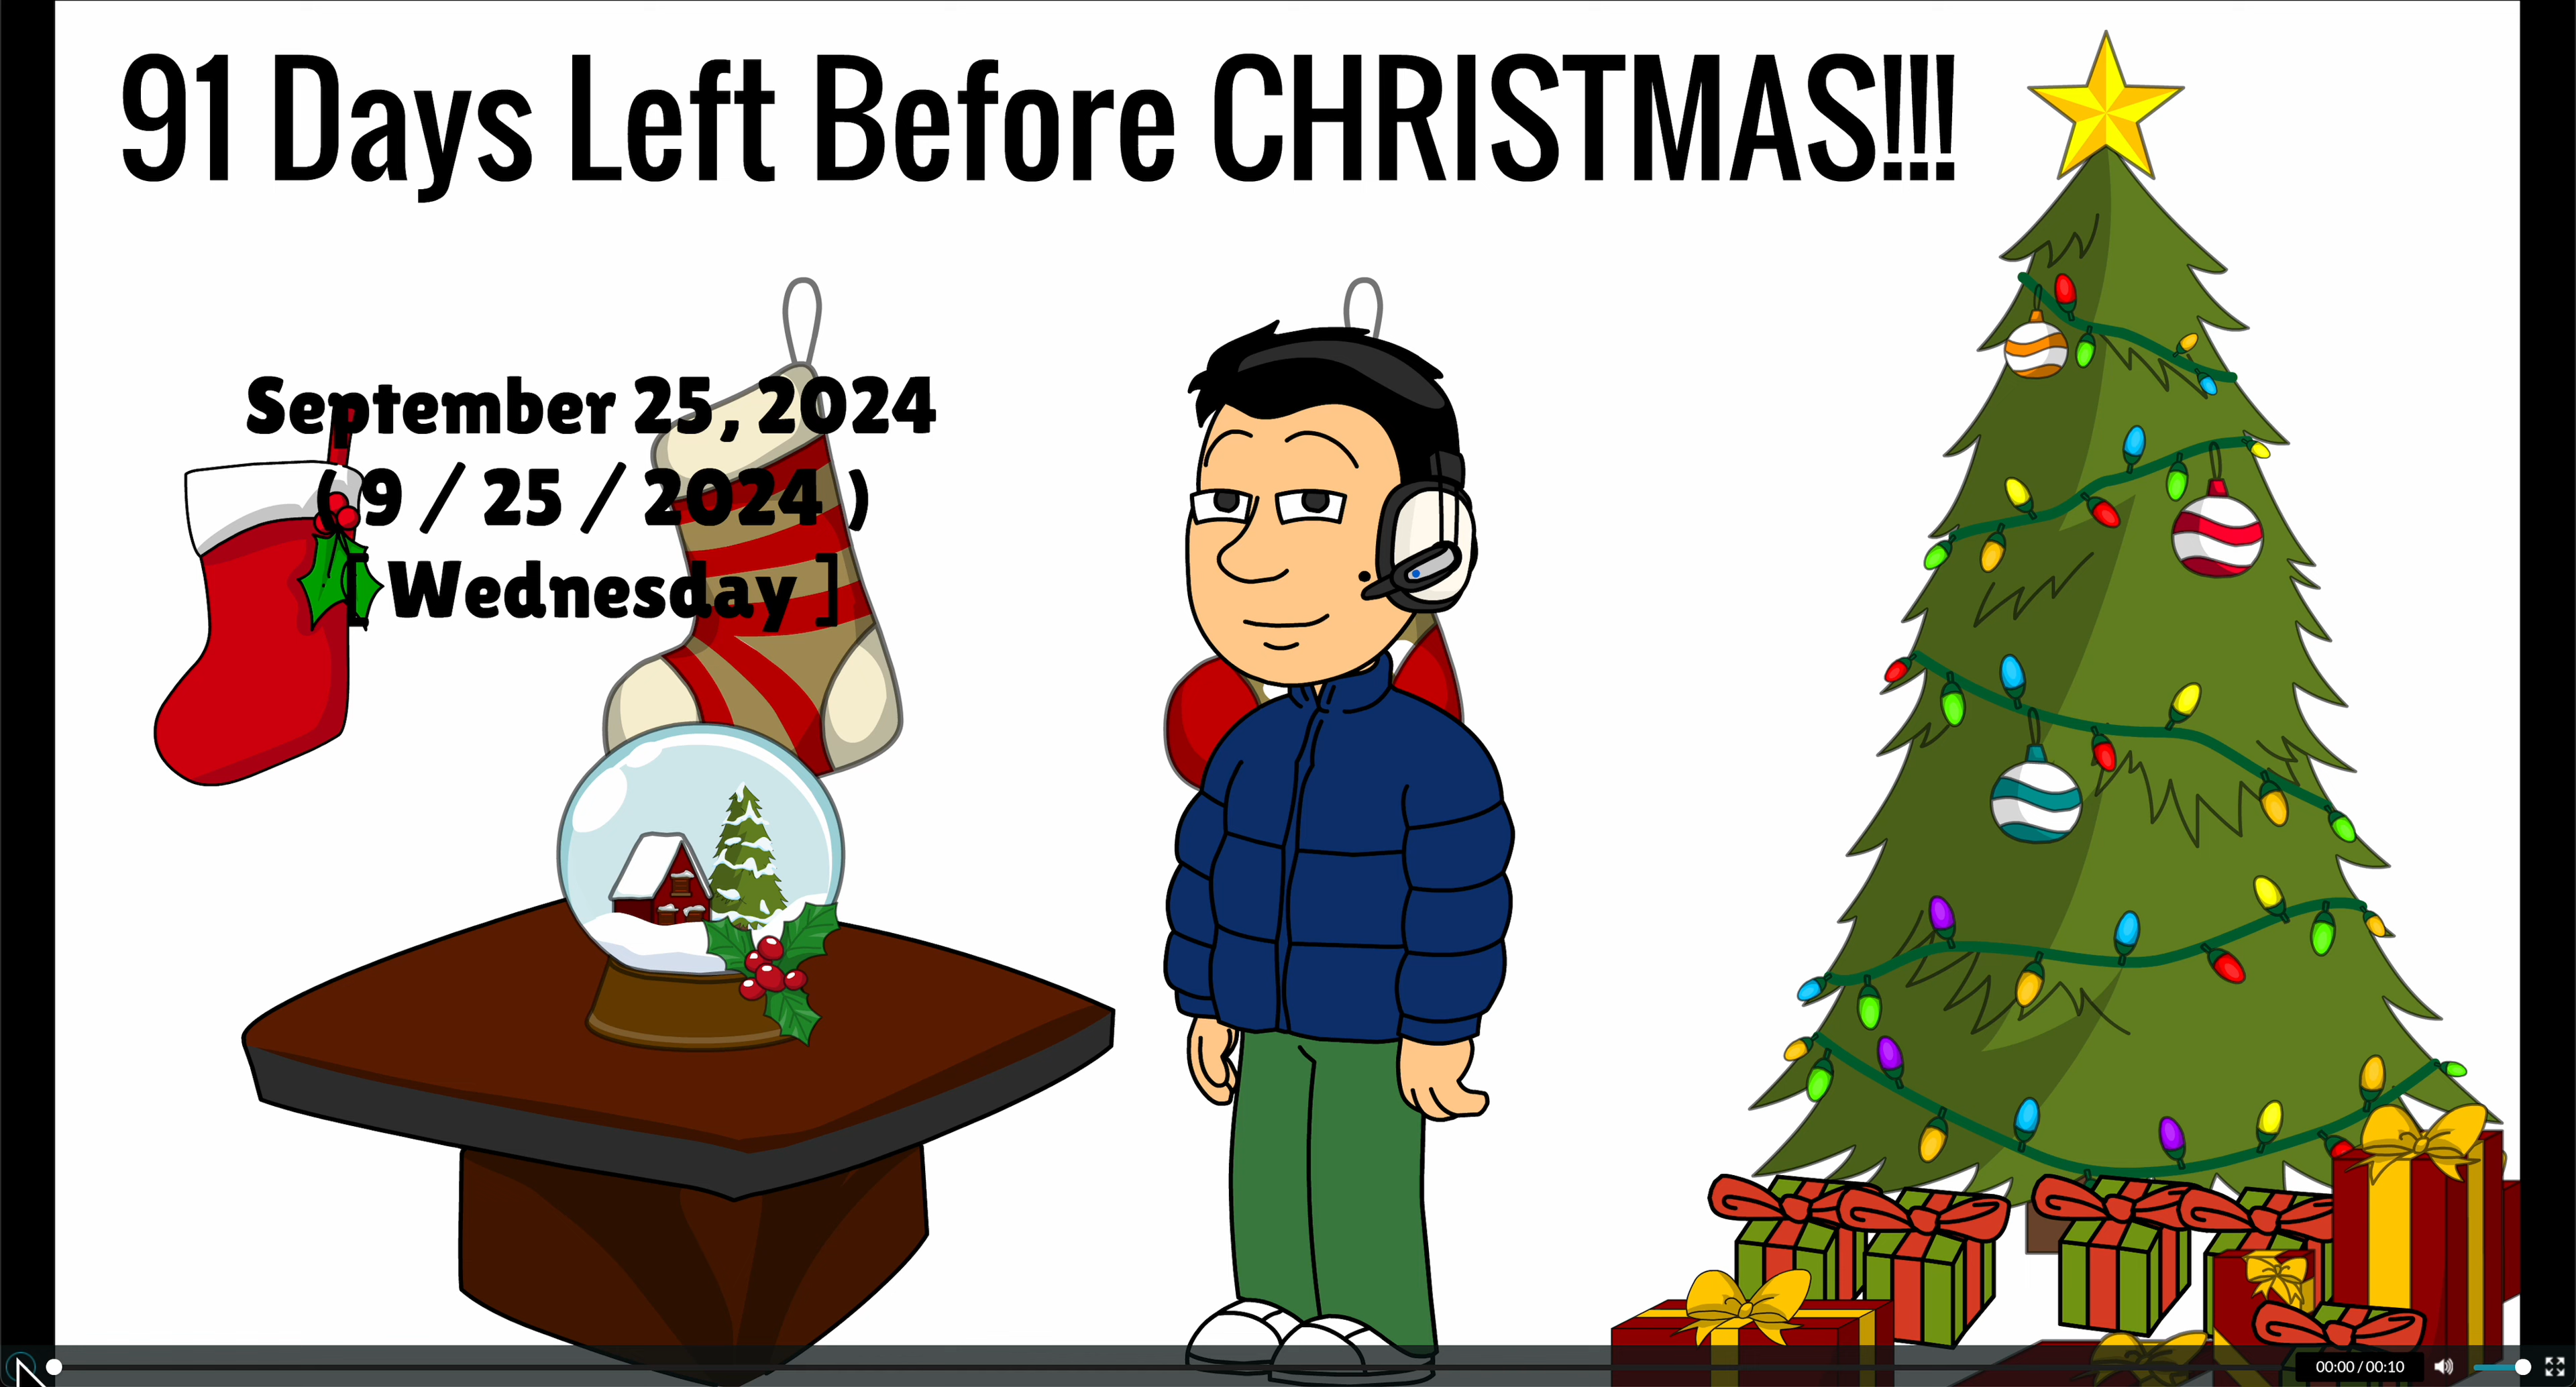 91 Days Left Before CHRISTMAS!!!
September 25, 2024
( 9 / 25 / 2024 )
[ Wednesday ]
00:00 / 00:10